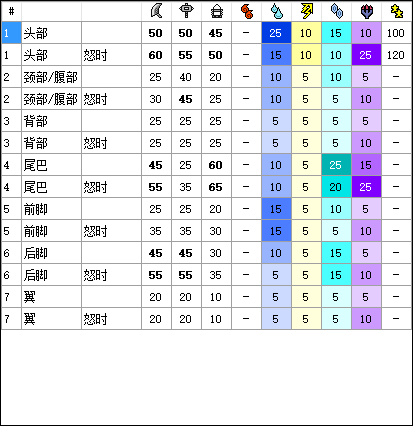 #
1 头部 50 50 45 – 25 10 15 10 100
1 头部 怒时 60 55 50 – 15 10 10 25 120
2 颈部/腹部 25 40 20 – 10 5 10 5 –
2 颈部/腹部 怒时 30 45 25 – 10 5 5 10 –
3 背部 25 25 25 – 5 5 5 5 –
3 背部 怒时 25 25 25 – 5 5 5 10 –
4 尾巴 45 25 60 – 10 5 25 15 –
4 尾巴 怒时 55 35 65 – 10 5 20 25 –
5 前脚 25 25 20 – 15 5 10 5 –
5 前脚 怒时 35 35 30 – 15 5 5 10 –
6 后脚 45 45 30 – 10 5 15 5 –
6 后脚 怒时 55 55 35 – 5 5 15 10 –
7 翼 20 20 10 – 5 5 5 5 –
7 翼 怒时 20 20 10 – 5 5 5 10 –